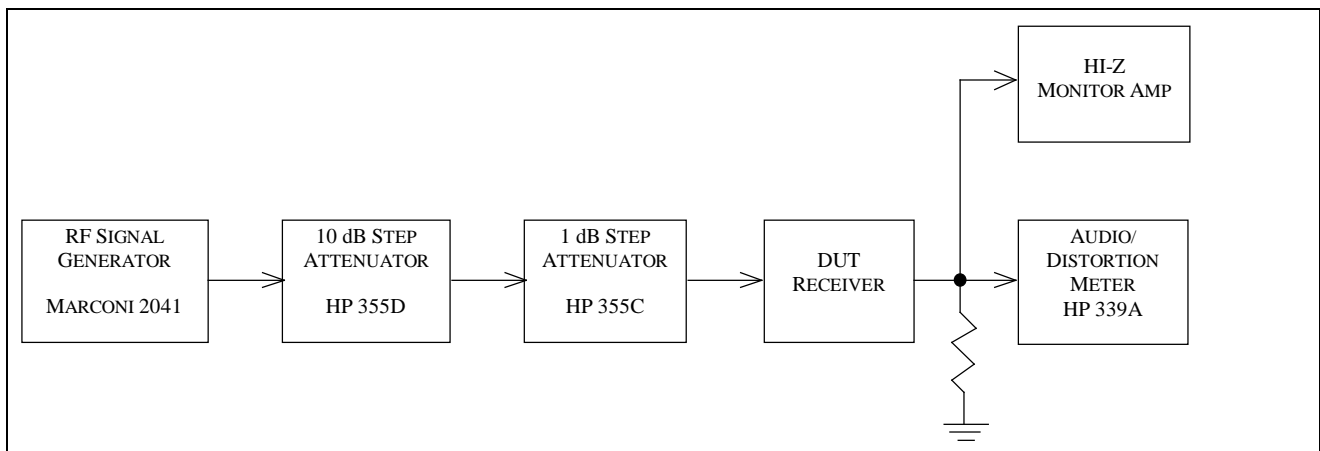 HI-Z
MONITOR AMP
RF SIGNAL
GENERATOR
MARCONI 2041
10 dB STEP
ATTENUATOR
HP 355D
1 dB STEP
ATTENUATOR
HP 355C
DUT
RECEIVER
AUDIO/
DISTORTION
METER
HP 339A